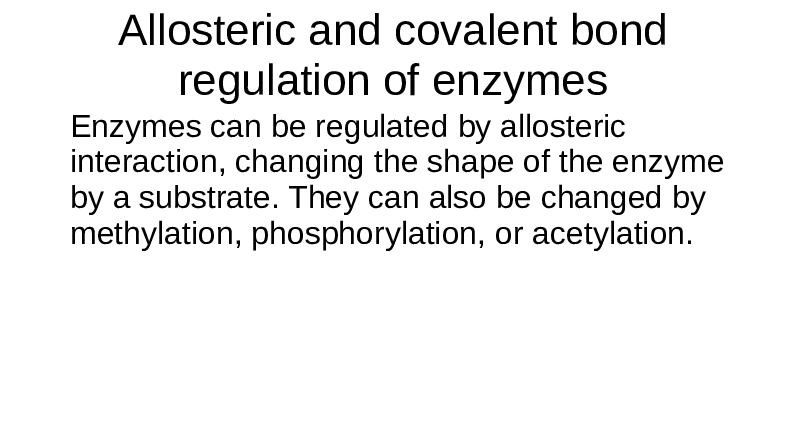 Allosteric and covalent bond
regulation of enzymes
Enzymes can be regulated by allosteric
interaction, changing the shape of the enzyme
by a substrate. They can also be changed by
methylation, phosphorylation, or acetylation.